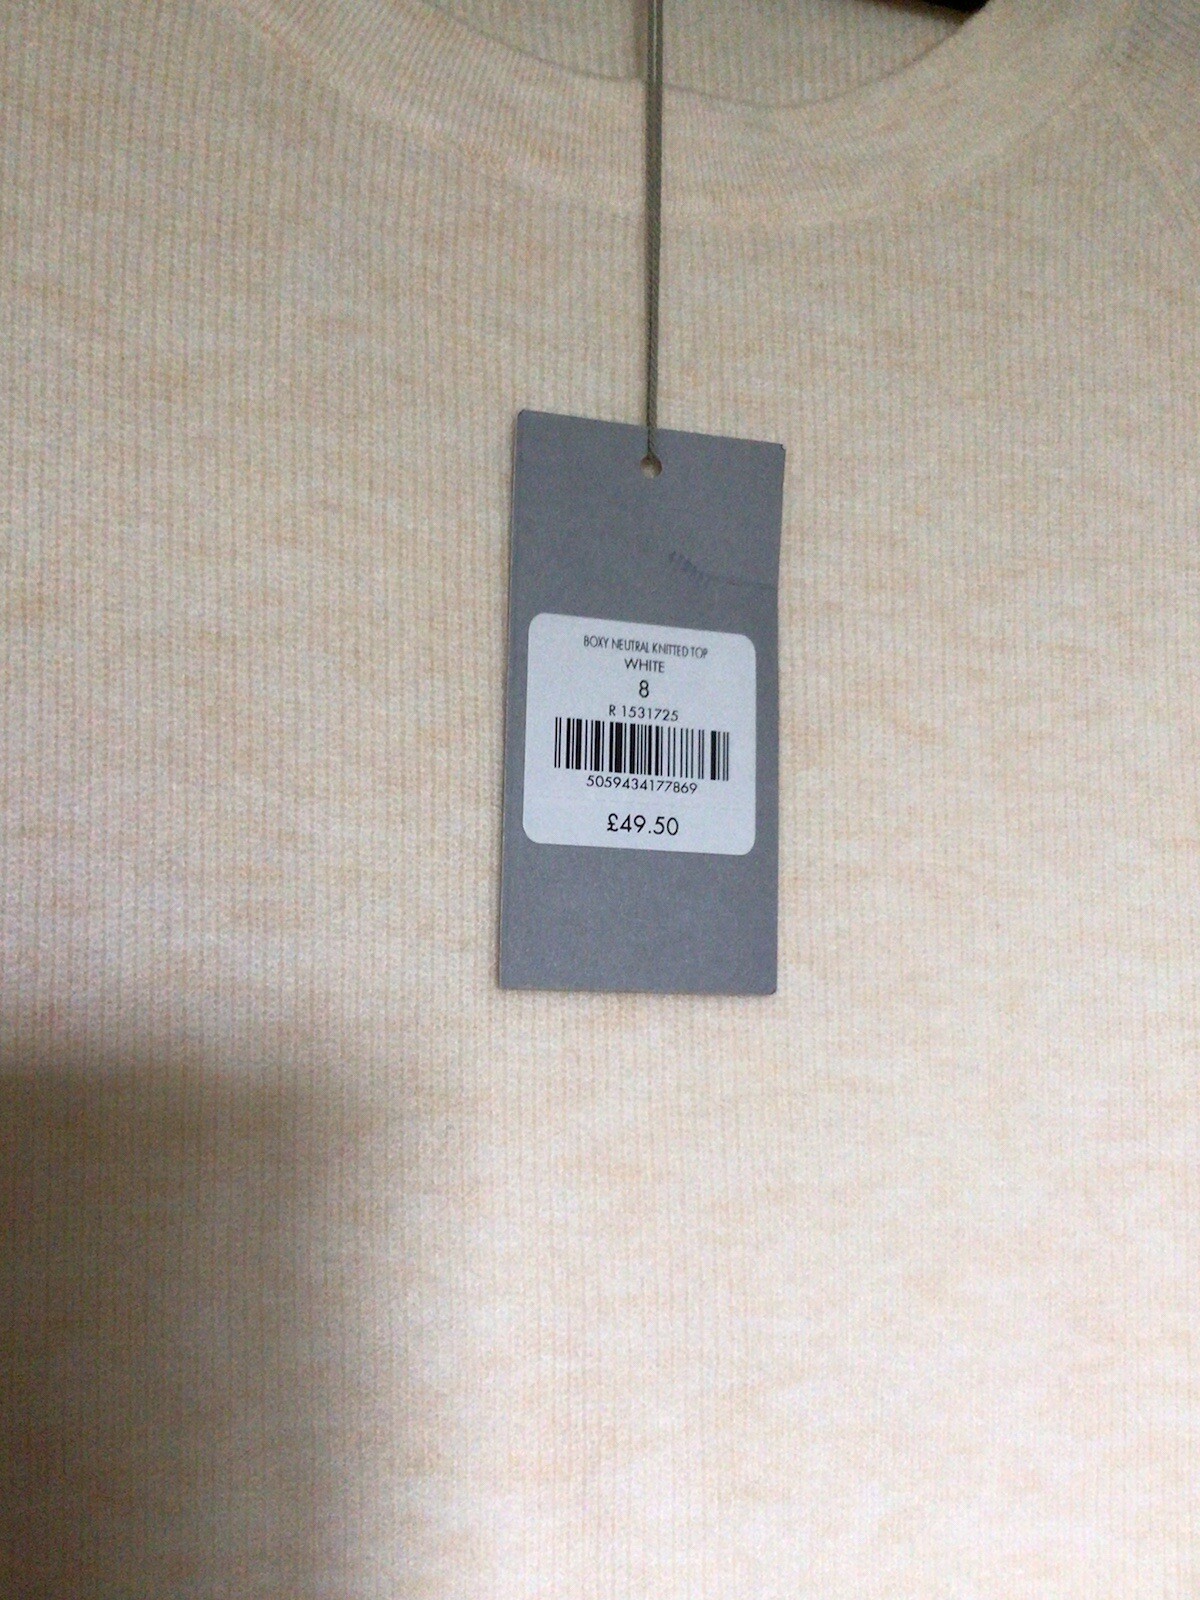 BOXY NEUTRAL KNITTED TOP
WHITE
8
R 1531725
5059434177869
£49.50